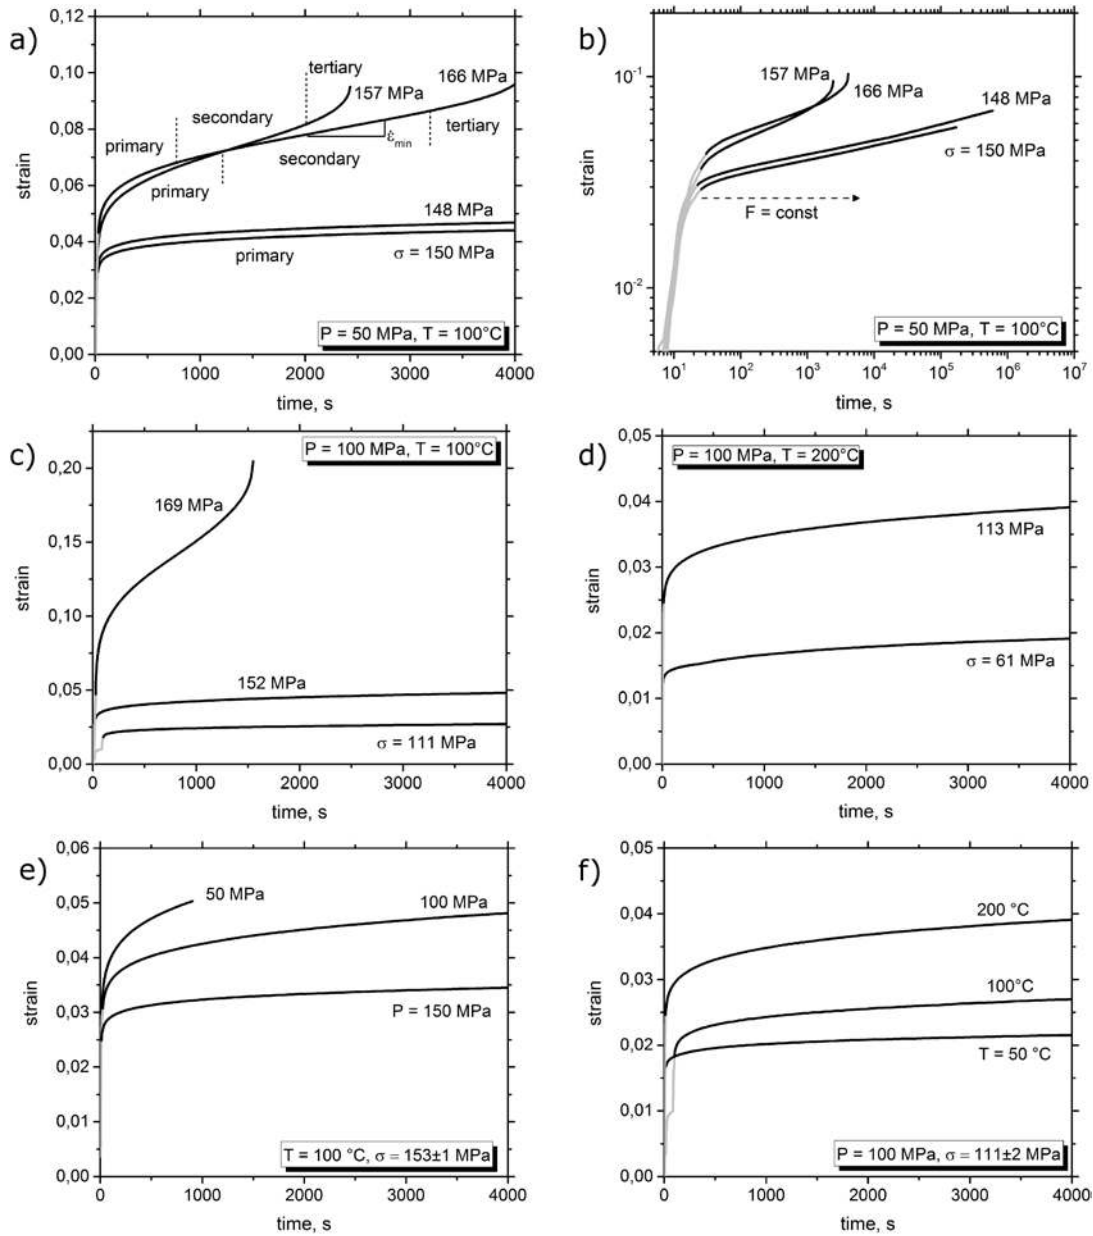 a)
0,12
0,10
0,08
0,06
0,04
0,02
0,00
strain
tertiary
166 MPa
157 MPa
secondary
primary
ε̇min
tertiary
secondary
primary
148 MPa
primary
σ = 150 MPa
P = 50 MPa, T = 100°C
0
1000
2000
3000
4000
time, s
b)
10⁻¹
10⁻²
strain
157 MPa
166 MPa
148 MPa
σ = 150 MPa
F = const
P = 50 MPa, T = 100°C
10¹
10²
10³
10⁴
10⁵
10⁶
10⁷
time, s
c)
P = 100 MPa, T = 100°C
0,20
0,15
0,10
0,05
0,00
strain
169 MPa
152 MPa
σ = 111 MPa
0
1000
2000
3000
4000
time, s
d)
P = 100 MPa, T = 200°C
0,05
0,04
0,03
0,02
0,01
0,00
strain
113 MPa
σ = 61 MPa
0
1000
2000
3000
4000
time, s
e)
0,06
0,05
0,04
0,03
0,02
0,01
0,00
strain
50 MPa
100 MPa
P = 150 MPa
T = 100 °C, σ = 153±1 MPa
0
1000
2000
3000
4000
time, s
f)
0,05
0,04
0,03
0,02
0,01
0,00
strain
200 °C
100°C
T = 50 °C
P = 100 MPa, σ = 111±2 MPa
0
1000
2000
3000
4000
time, s